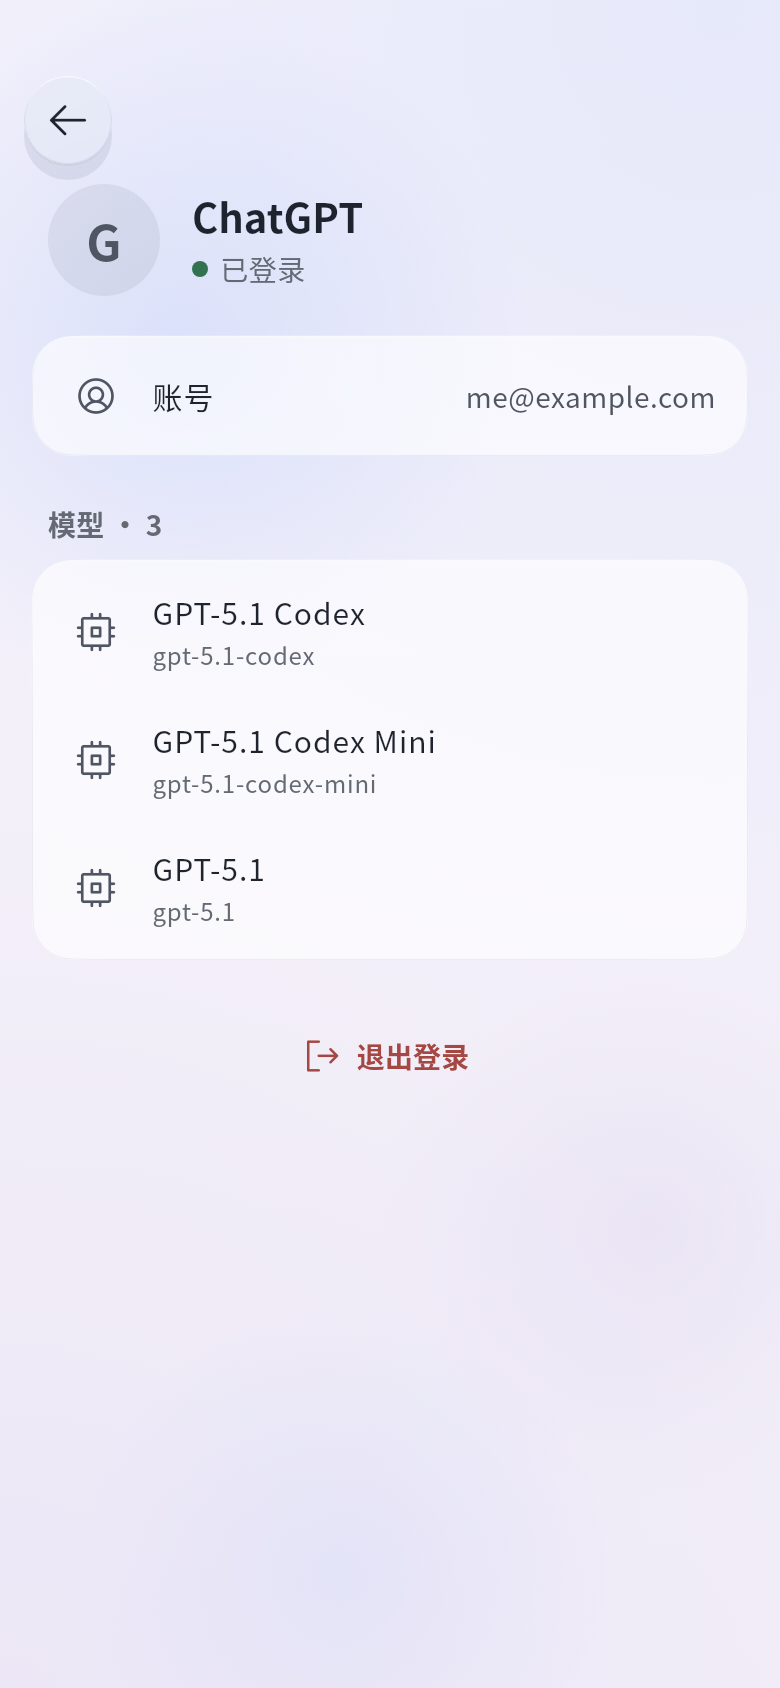 G
ChatGPT
已登录
账号 me@example.com
模型 · 3
GPT-5.1 Codex
gpt-5.1-codex
GPT-5.1 Codex Mini
gpt-5.1-codex-mini
GPT-5.1
gpt-5.1
退出登录